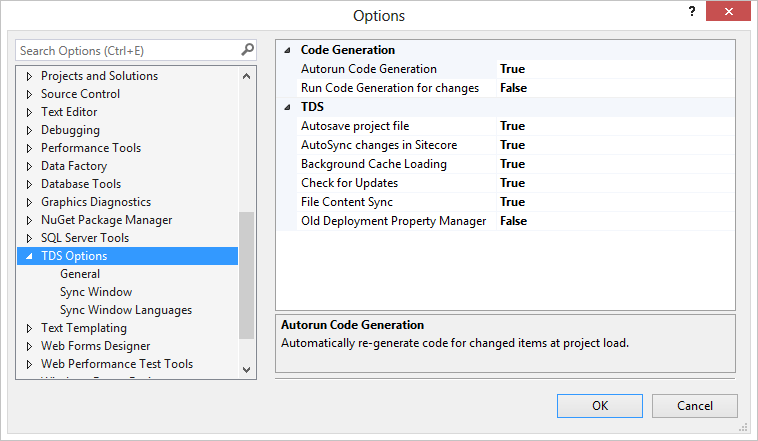 Options
?
Search Options (Ctrl+E)
Projects and Solutions
Source Control
Text Editor
Debugging
Performance Tools
Data Factory
Database Tools
Graphics Diagnostics
NuGet Package Manager
SQL Server Tools
TDS Options
General
Sync Window
Sync Window Languages
Text Templating
Web Forms Designer
Web Performance Test Tools
Code Generation
Autorun Code Generation True
Run Code Generation for changes False
TDS
Autosave project file True
AutoSync changes in Sitecore True
Background Cache Loading True
Check for Updates True
File Content Sync True
Old Deployment Property Manager False
Autorun Code Generation
Automatically re-generate code for changed items at project load.
OK
Cancel